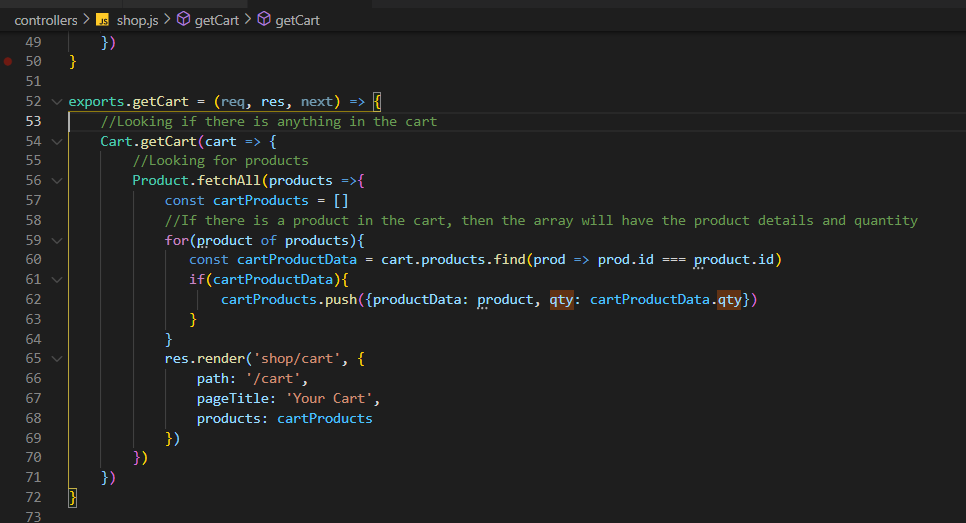 controllers > JS shop.js > getCart > getCart
49 })
50 }
51
52 exports.getCart = (req, res, next) => {
53 //Looking if there is anything in the cart
54 Cart.getCart(cart => {
55 //Looking for products
56 Product.fetchAll(products =>{
57 const cartProducts = []
58 //If there is a product in the cart, then the array will have the product details and quantity
59 for(product of products){
60 const cartProductData = cart.products.find(prod => prod.id === product.id)
61 if(cartProductData){
62 cartProducts.push({productData: product, qty: cartProductData.qty})
63 }
64 }
65 res.render('shop/cart', {
66 path: '/cart',
67 pageTitle: 'Your Cart',
68 products: cartProducts
69 })
70 })
71 })
72 }
73